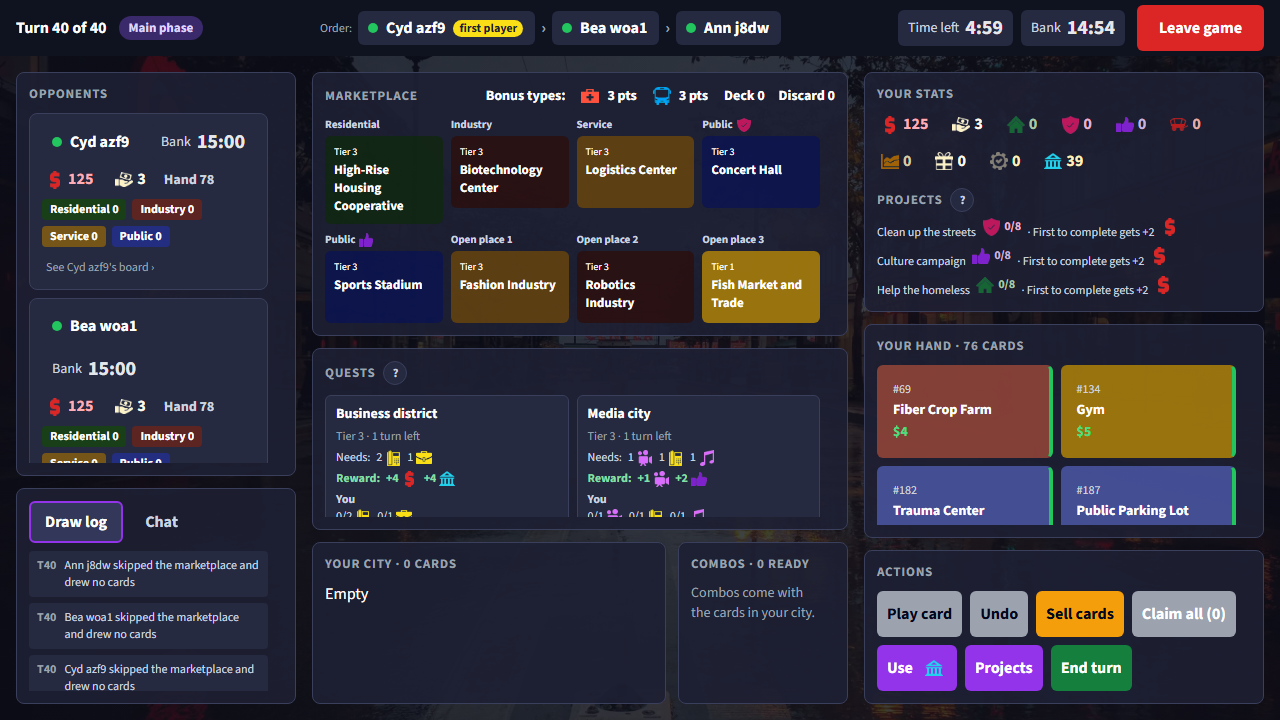 Turn 40 of 40
Main phase
Order:
Cyd azf9 first player › Bea woa1 › Ann j8dw
Time left 4:59
Bank 14:54
Leave game
OPPONENTS
Cyd azf9 Bank 15:00
125 3 Hand 78
Residential 0 Industry 0
Service 0 Public 0
See Cyd azf9's board ›
Bea woa1
Bank 15:00
125 3 Hand 78
Residential 0 Industry 0
Service 0 Public 0
Draw log Chat
T40 Ann j8dw skipped the marketplace and
drew no cards
T40 Bea woa1 skipped the marketplace
and drew no cards
T40 Cyd azf9 skipped the marketplace and
drew no cards
MARKETPLACE
Bonus types: 3 pts 3 pts Deck 0 Discard 0
Residential
Tier 3
High-Rise
Housing
Cooperative
Industry
Tier 3
Biotechnology
Center
Service
Tier 3
Logistics Center
Public
Tier 3
Concert Hall
Public
Tier 3
Sports Stadium
Open place 1
Tier 3
Fashion Industry
Open place 2
Tier 3
Robotics
Industry
Open place 3
Tier 1
Fish Market and
Trade
QUESTS ?
Business district
Tier 3 · 1 turn left
Needs: 2 1
Reward: +4 +4
You
0/2 0/1
Media city
Tier 3 · 1 turn left
Needs: 1 1 1
Reward: +1 +2
You
0/1 0/1 0/1
YOUR CITY · 0 CARDS
Empty
COMBOS · 0 READY
Combos come with
the cards in your city.
YOUR STATS
125 3 0 0 0 0
0 0 0 39
PROJECTS ?
Clean up the streets 0/8 · First to complete gets +2
Culture campaign 0/8 · First to complete gets +2
Help the homeless 0/8 · First to complete gets +2
YOUR HAND · 76 CARDS
#69
Fiber Crop Farm
$4
#134
Gym
$5
#182
Trauma Center
#187
Public Parking Lot
ACTIONS
Play card Undo Sell cards Claim all (0)
Use Projects End turn